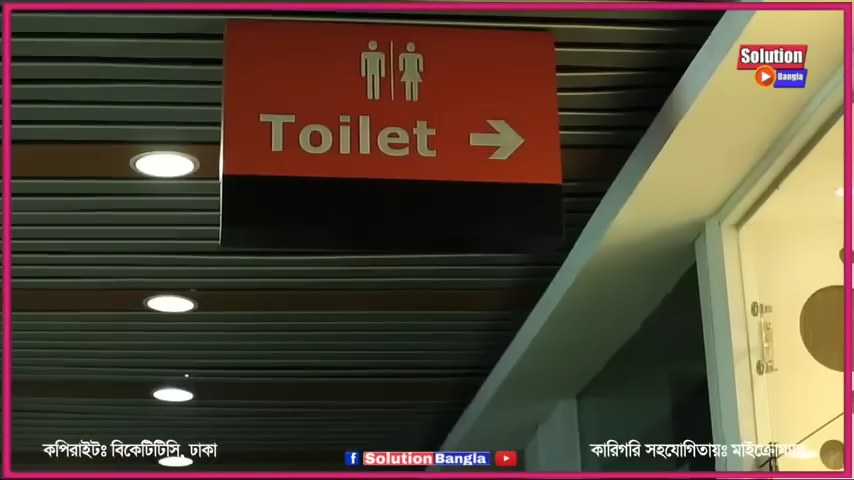 Toilet
Solution
Bangla
কপিরাইটঃ বিকেটিটিসি, ঢাকা
Solution Bangla
কারিগরি সহযোগিতায়ঃ